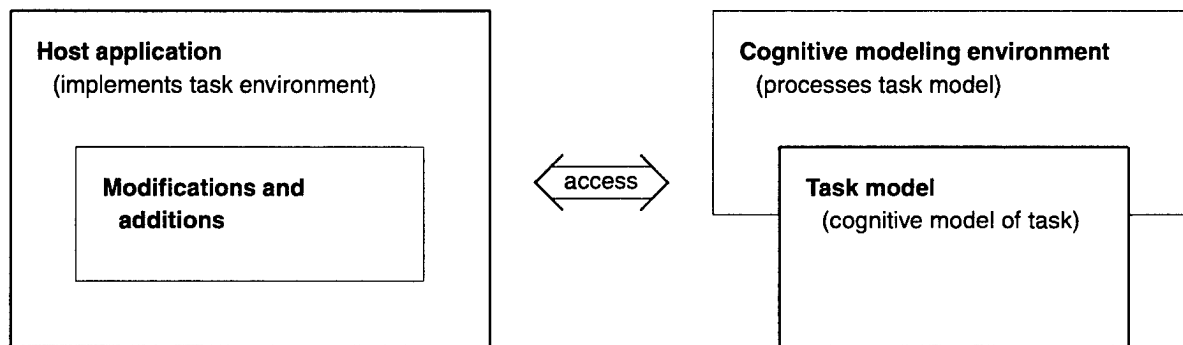 Host application
(implements task environment)
Modifications and
additions
access
Cognitive modeling environment
(processes task model)
Task model
(cognitive model of task)